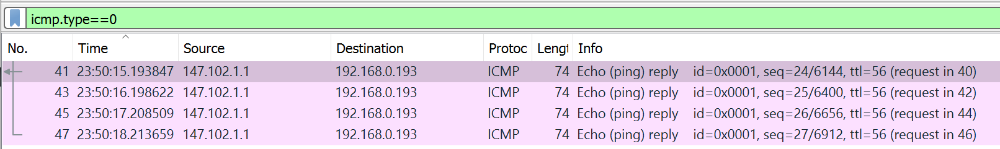 icmp.type==0
No. Time Source Destination Protoc Lengt Info
41 23:50:15.193847 147.102.1.1 192.168.0.193 ICMP 74 Echo (ping) reply id=0x0001, seq=24/6144, ttl=56 (request in 40)
43 23:50:16.198622 147.102.1.1 192.168.0.193 ICMP 74 Echo (ping) reply id=0x0001, seq=25/6400, ttl=56 (request in 42)
45 23:50:17.208509 147.102.1.1 192.168.0.193 ICMP 74 Echo (ping) reply id=0x0001, seq=26/6656, ttl=56 (request in 44)
47 23:50:18.213659 147.102.1.1 192.168.0.193 ICMP 74 Echo (ping) reply id=0x0001, seq=27/6912, ttl=56 (request in 46)